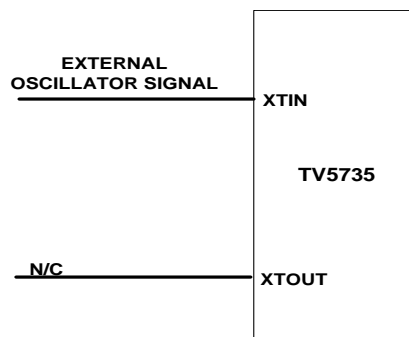 EXTERNAL
OSCILLATOR SIGNAL
XTIN
TV5735
N/C
XTOUT